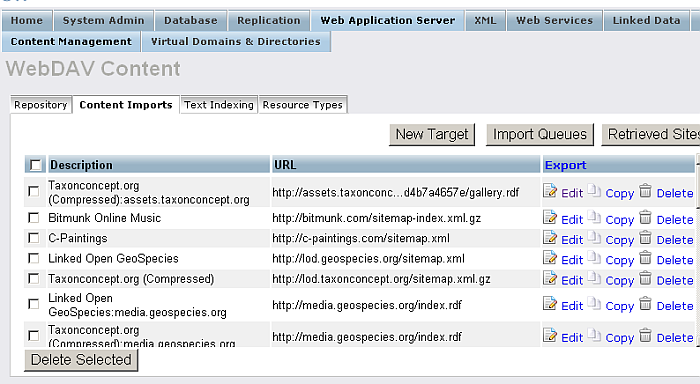 Home System Admin Database Replication Web Application Server XML Web Services Linked Data
Content Management Virtual Domains & Directories
WebDAV Content
Repository Content Imports Text Indexing Resource Types
New Target Import Queues Retrieved Sites
Description URL Export
Taxonconcept.org
(Compressed):assets.taxonconcept.org http://assets.taxonconc...d4b7a4657e/gallery.rdf Edit Copy Delete
Bitmunk Online Music http://bitmunk.com/sitemap-index.xml.gz Edit Copy Delete
C-Paintings http://c-paintings.com/sitemap.xml Edit Copy Delete
Linked Open GeoSpecies http://lod.geospecies.org/sitemap.xml Edit Copy Delete
Taxonconcept.org (Compressed) http://lod.taxonconcept.org/sitemap.xml.gz Edit Copy Delete
Linked Open
GeoSpecies:media.geospecies.org http://media.geospecies.org/index.rdf Edit Copy Delete
Taxonconcept.org
(Compressed):media.geospecies.org http://media.geospecies.org/index.rdf Edit Copy Delete
Delete Selected